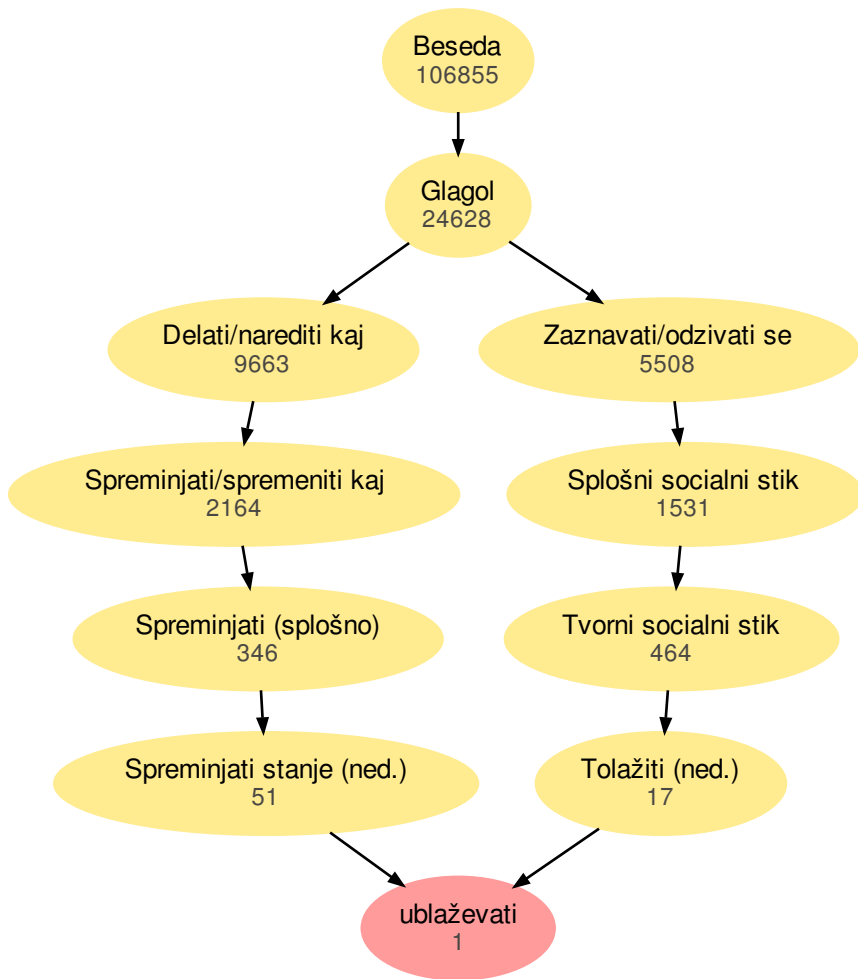 Beseda
106855
Glagol
24628
Delati/narediti kaj
9663
Zaznavati/odzivati se
5508
Spreminjati/spremeniti kaj
2164
Splošni socialni stik
1531
Spreminjati (splošno)
346
Tvorni socialni stik
464
Spreminjati stanje (ned.)
51
Tolažiti (ned.)
17
ublaževati
1